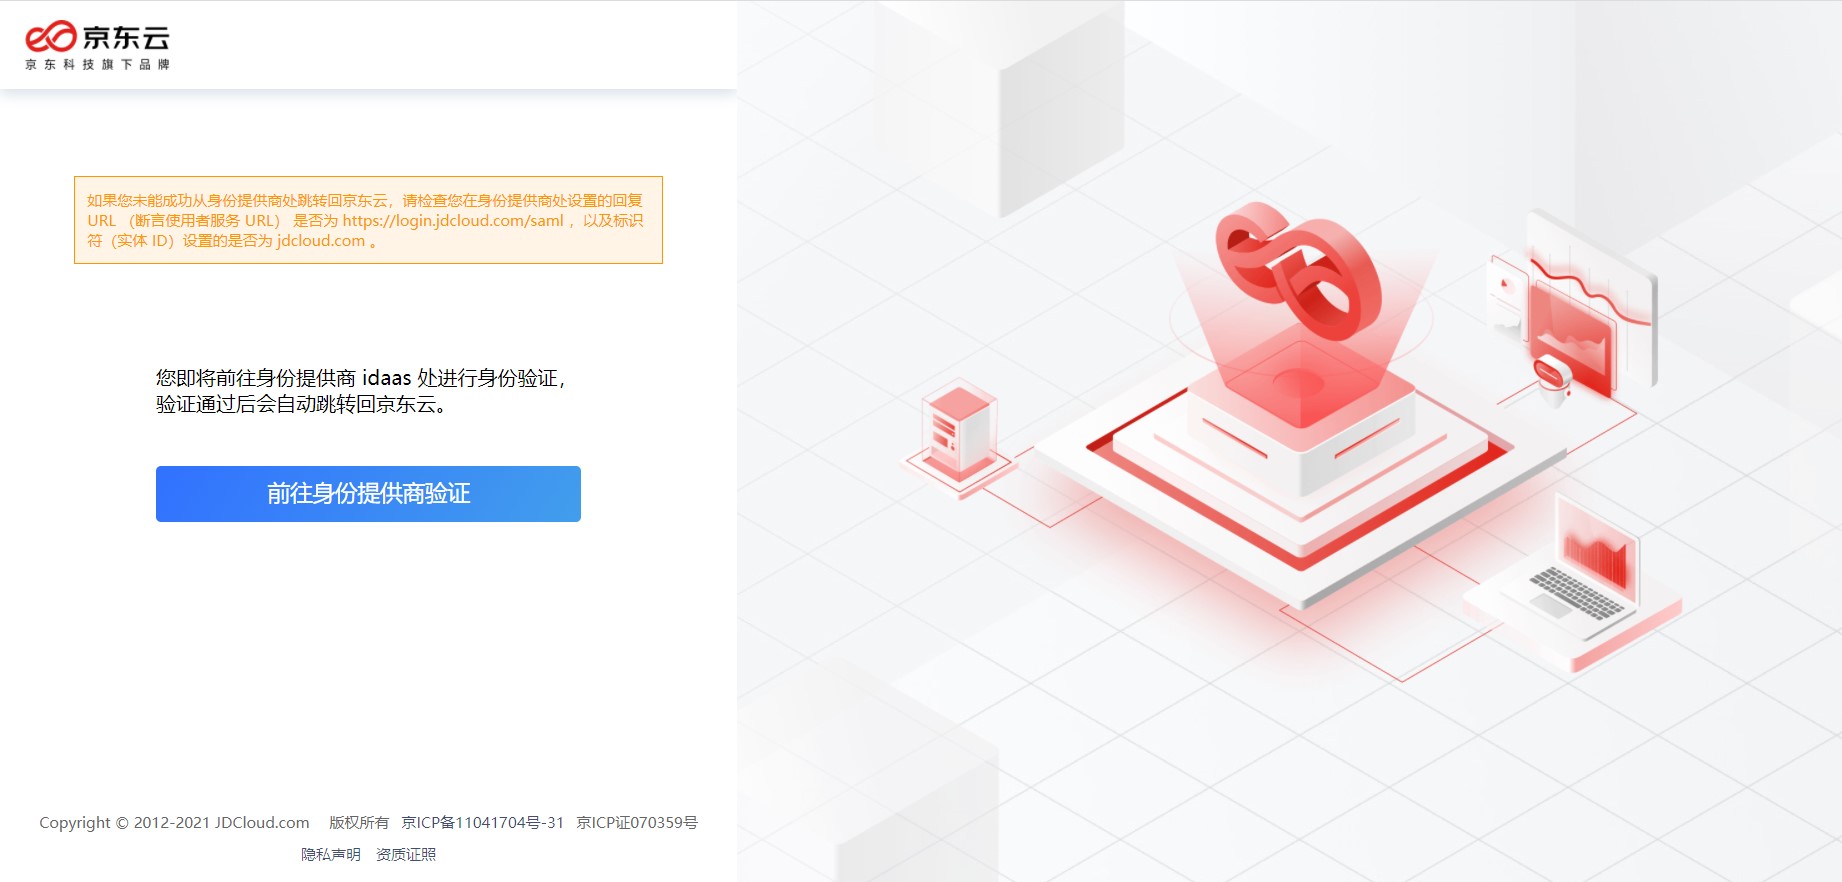 京东云
京东科技旗下品牌
如果您未能成功从身份提供商处跳转回京东云，请检查您在身份提供商处设置的回复
URL （断言使用者服务 URL） 是否为 https://login.jdcloud.com/saml ，以及标识
符（实体 ID）设置的是否为 jdcloud.com 。
您即将前往身份提供商 idaas 处进行身份验证，
验证通过后会自动跳转回京东云。
前往身份提供商验证
Copyright © 2012-2021 JDCloud.com 版权所有 京ICP备11041704号-31 京ICP证070359号
隐私声明 资质证照